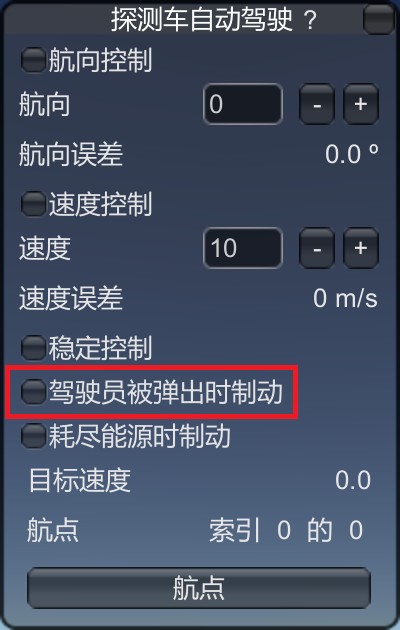 探测车自动驾驶 ?
航向控制
航向 0 - +
航向误差 0.0 º
速度控制
速度 10 - +
速度误差 0 m/s
稳定控制
驾驶员被弹出时制动
耗尽能源时制动
目标速度 0.0
航点 索引 0 的 0
航点